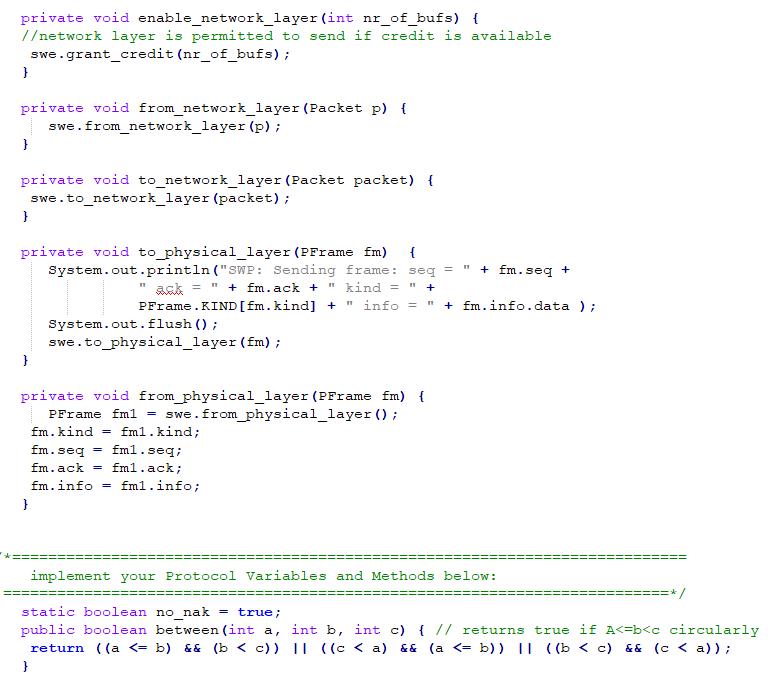 private void enable_network_layer(int nr_of_bufs) {
//network layer is permitted to send if credit is available
swe.grant_credit(nr_of_bufs);
}
private void from_network_layer(Packet p) {
swe.from_network_layer(p);
}
private void to_network_layer(Packet packet) {
swe.to_network_layer(packet);
}
private void to_physical_layer(PFrame fm)  {
System.out.println("SWP: Sending frame: seq = " + fm.seq +
" ack = " + fm.ack + " kind = " +
PFrame.KIND[fm.kind] + " info = " + fm.info.data );
System.out.flush();
swe.to_physical_layer(fm);
}
private void from_physical_layer(PFrame fm) {
PFrame fm1 = swe.from_physical_layer();
fm.kind = fm1.kind;
fm.seq = fm1.seq;
fm.ack = fm1.ack;
fm.info = fm1.info;
}
/*===========================================================================
implement your Protocol Variables and Methods below:
==========================================================================*/
static boolean no_nak = true;
public boolean between(int a, int b, int c) { // returns true if A<=b<c circularly
return ((a <= b) && (b < c)) || ((c < a) && (a <= b)) || ((b < c) && (c < a));
}